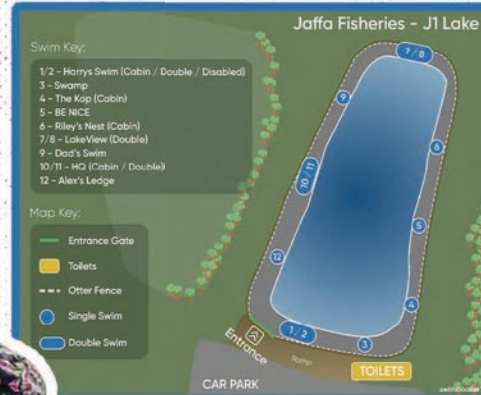 Jaffa Fisheries - J1 Lake
Swim Key:
1/2 - Harrys Swim (Cabin / Double / Disabled)
3 - Swamp
4 - The Kop (Cabin)
5 - BE NICE
6 - Riley's Nest (Cabin)
7/8 - LakeView (Double)
9 - Dad's Swim
10/11 - HQ (Cabin / Double)
12 - Alex's Ledge
Map Key:
Entrance Gate
Toilets
Otter Fence
Single Swim
Double Swim
7 / 8
9
6
10 / 11
5
12
4
1 / 2
3
Entrance
Ramp
TOILETS
CAR PARK